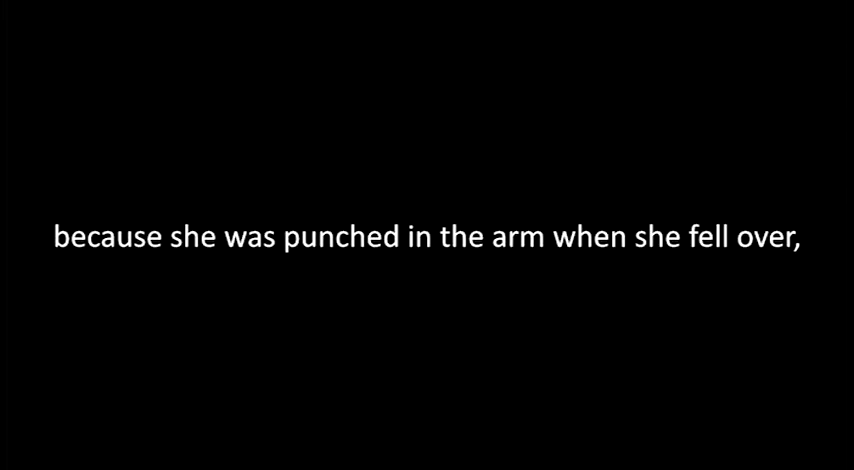 because she was punched in the arm when she fell over,